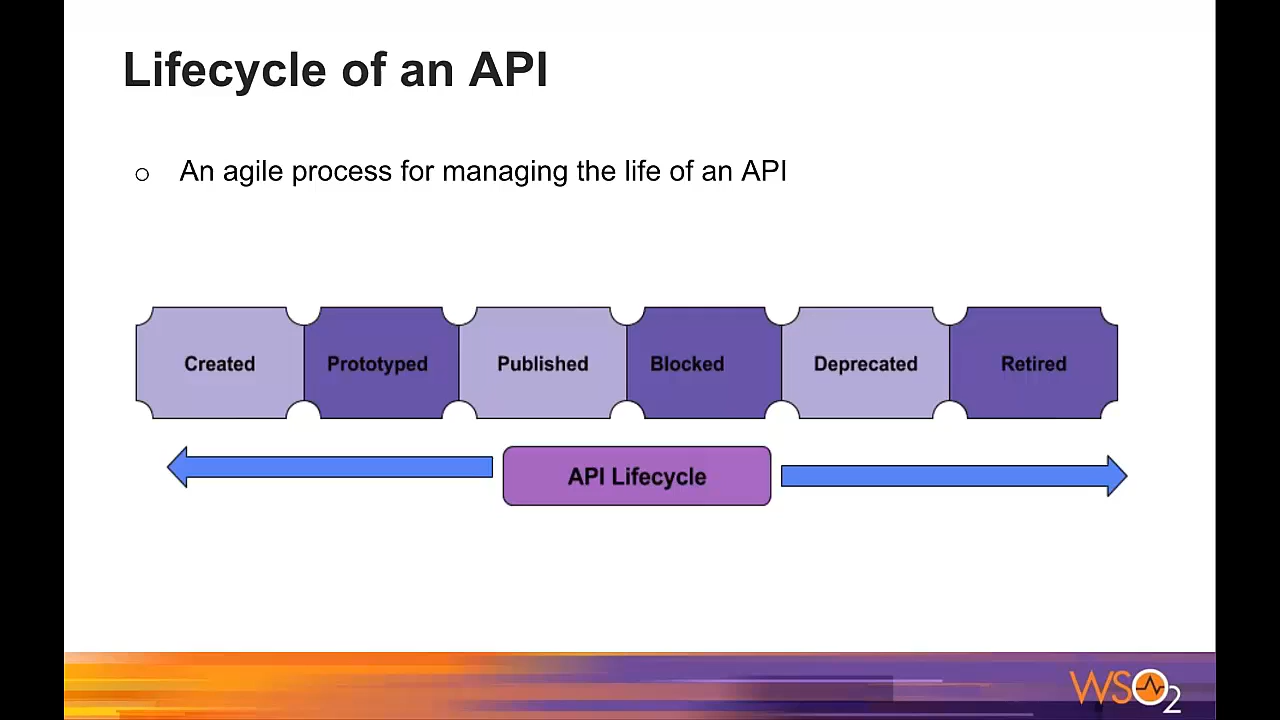 Lifecycle of an API
o An agile process for managing the life of an API
Created Prototyped Published Blocked Deprecated Retired
API Lifecycle
WSO2